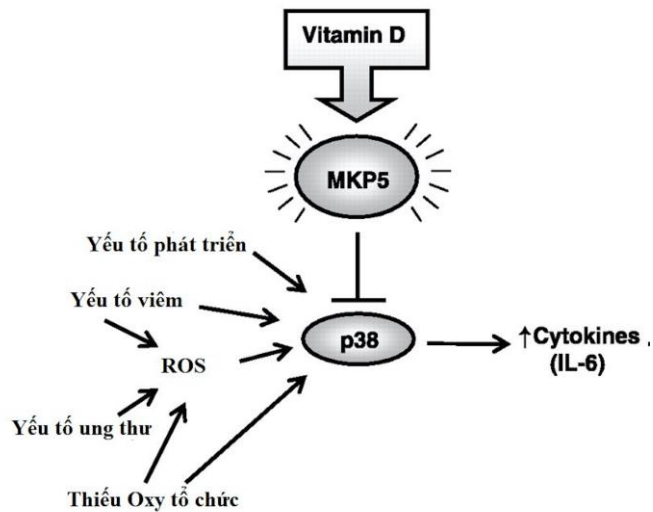 Vitamin D
MKP5
Yếu tố phát triển
Yếu tố viêm
p38
↑Cytokines .
(IL-6)
ROS
Yếu tố ung thư
Thiếu Oxy tổ chức